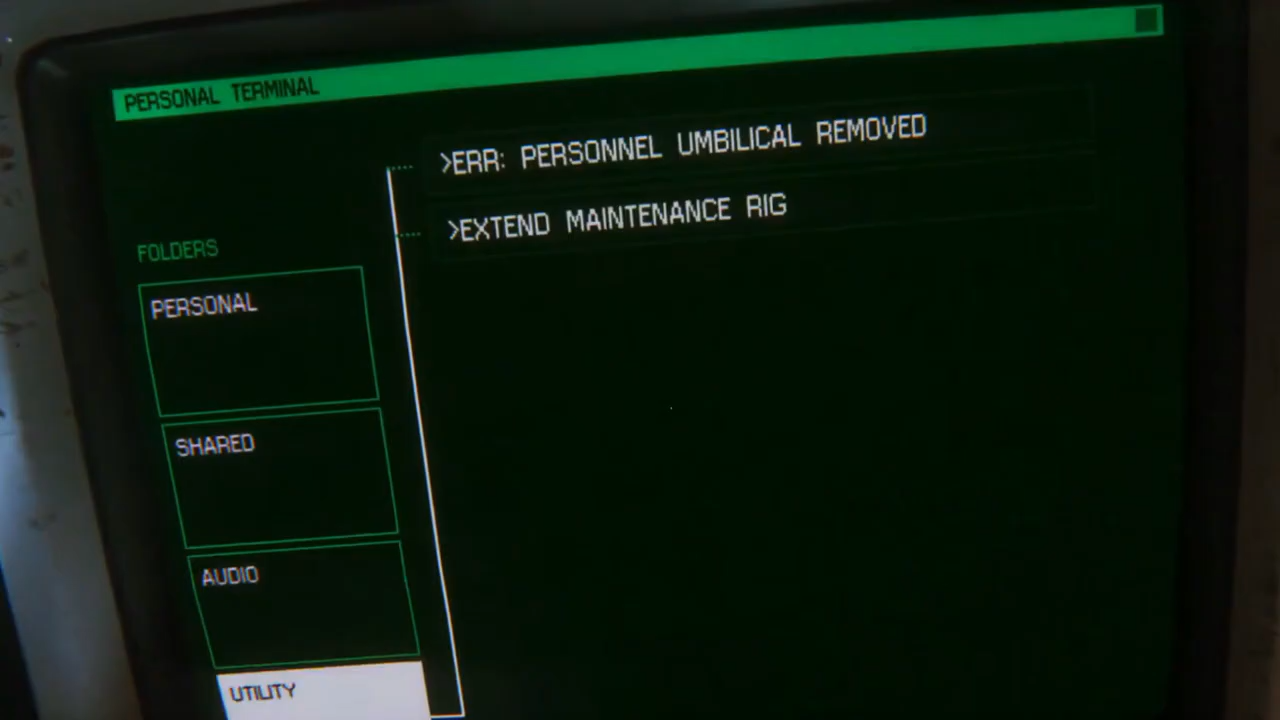 PERSONAL TERMINAL
>ERR: PERSONNEL UMBILICAL REMOVED
>EXTEND MAINTENANCE RIG
FOLDERS
PERSONAL
SHARED
AUDIO
UTILITY